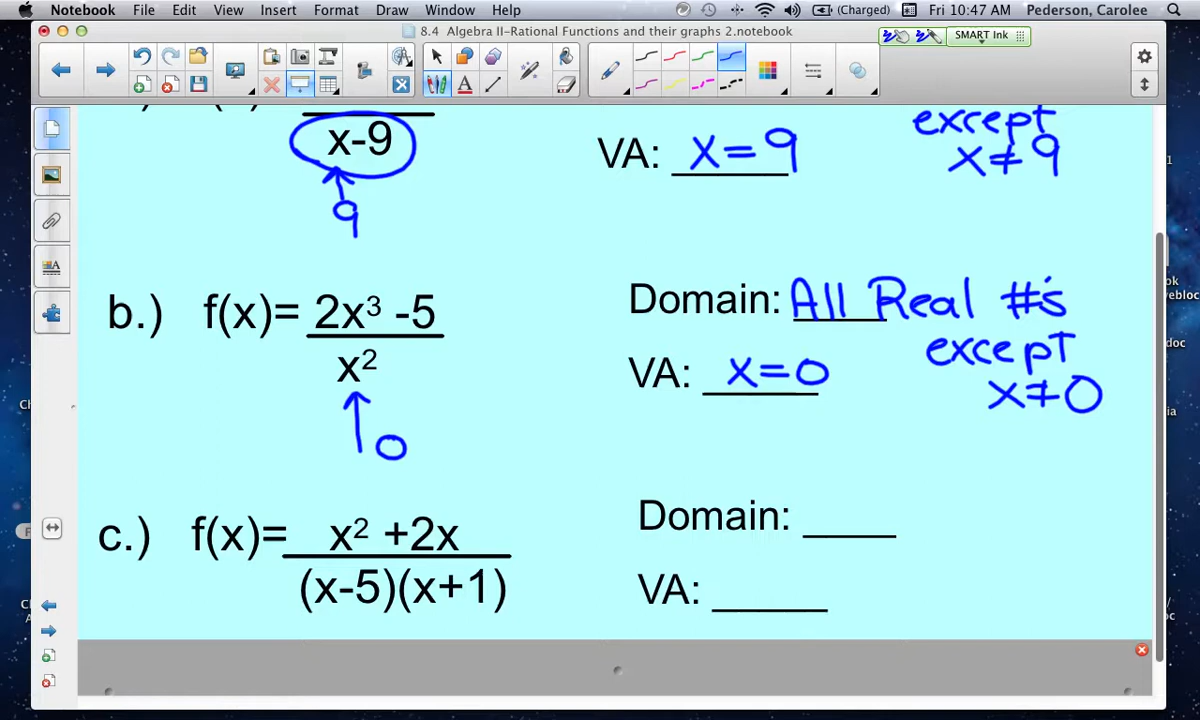 Notebook File Edit View Insert Format Draw Window Help (Charged) Fri 10:47 AM Pederson, Carolee
8.4 Algebra II-Rational Functions and their graphs 2.notebook
SMART Ink
x-9
9
VA: x=9
except
x≠9
b.) f(x)= 2x³ -5
x²
0
Domain: All Real #'s
except
x≠0
VA: x=0
c.) f(x)= x² +2x
(x-5)(x+1)
Domain: ____
VA: _____